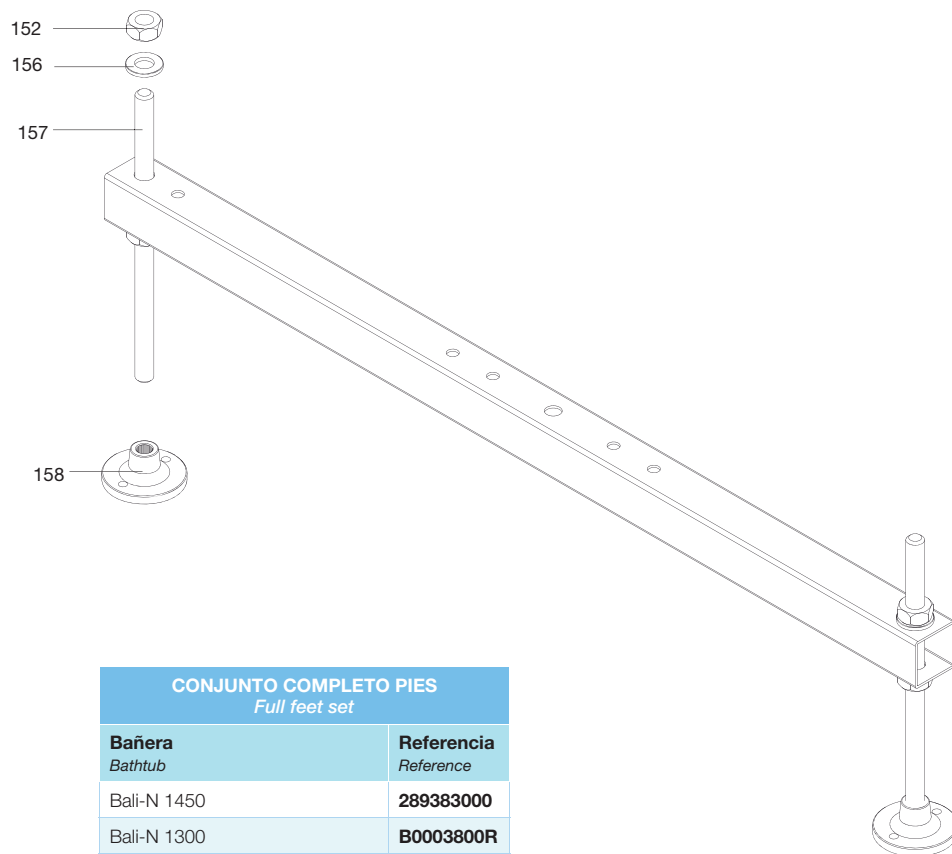 152
156
157
158
CONJUNTO COMPLETO PIES
Full feet set
Bañera Referencia
Bathtub Reference
Bali-N 1450 289383000
Bali-N 1300 B0003800R